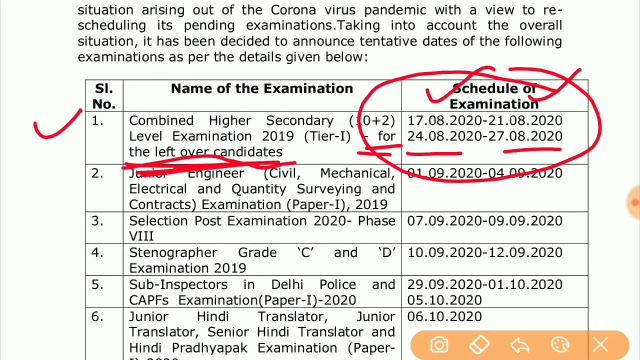 situation arising out of the Corona virus pandemic with a view to re-
scheduling its pending examinations.Taking into account the overall
situation, it has been decided to announce tentative dates of the following
examinations as per the details given below:
Sl. No. Name of the Examination Schedule of Examination
1. Combined Higher Secondary (10+2) 17.08.2020-21.08.2020
Level Examination 2019 (Tier-I) - for 24.08.2020-27.08.2020
the left over candidates
2. Junior Engineer (Civil, Mechanical, 01.09.2020-04.09.2020
Electrical and Quantity Surveying and
Contracts) Examination (Paper-I), 2019
3. Selection Post Examination 2020- Phase 07.09.2020-09.09.2020
VIII
4. Stenographer Grade ‘C’ and ‘D’ 10.09.2020-12.09.2020
Examination 2019
5. Sub-Inspectors in Delhi Police and 29.09.2020-01.10.2020
CAPFs Examination(Paper-I)-2020 05.10.2020
6. Junior Hindi Translator, Junior 06.10.2020
Translator, Senior Hindi Translator and
Hindi Pradhyapak Examination (Paper-